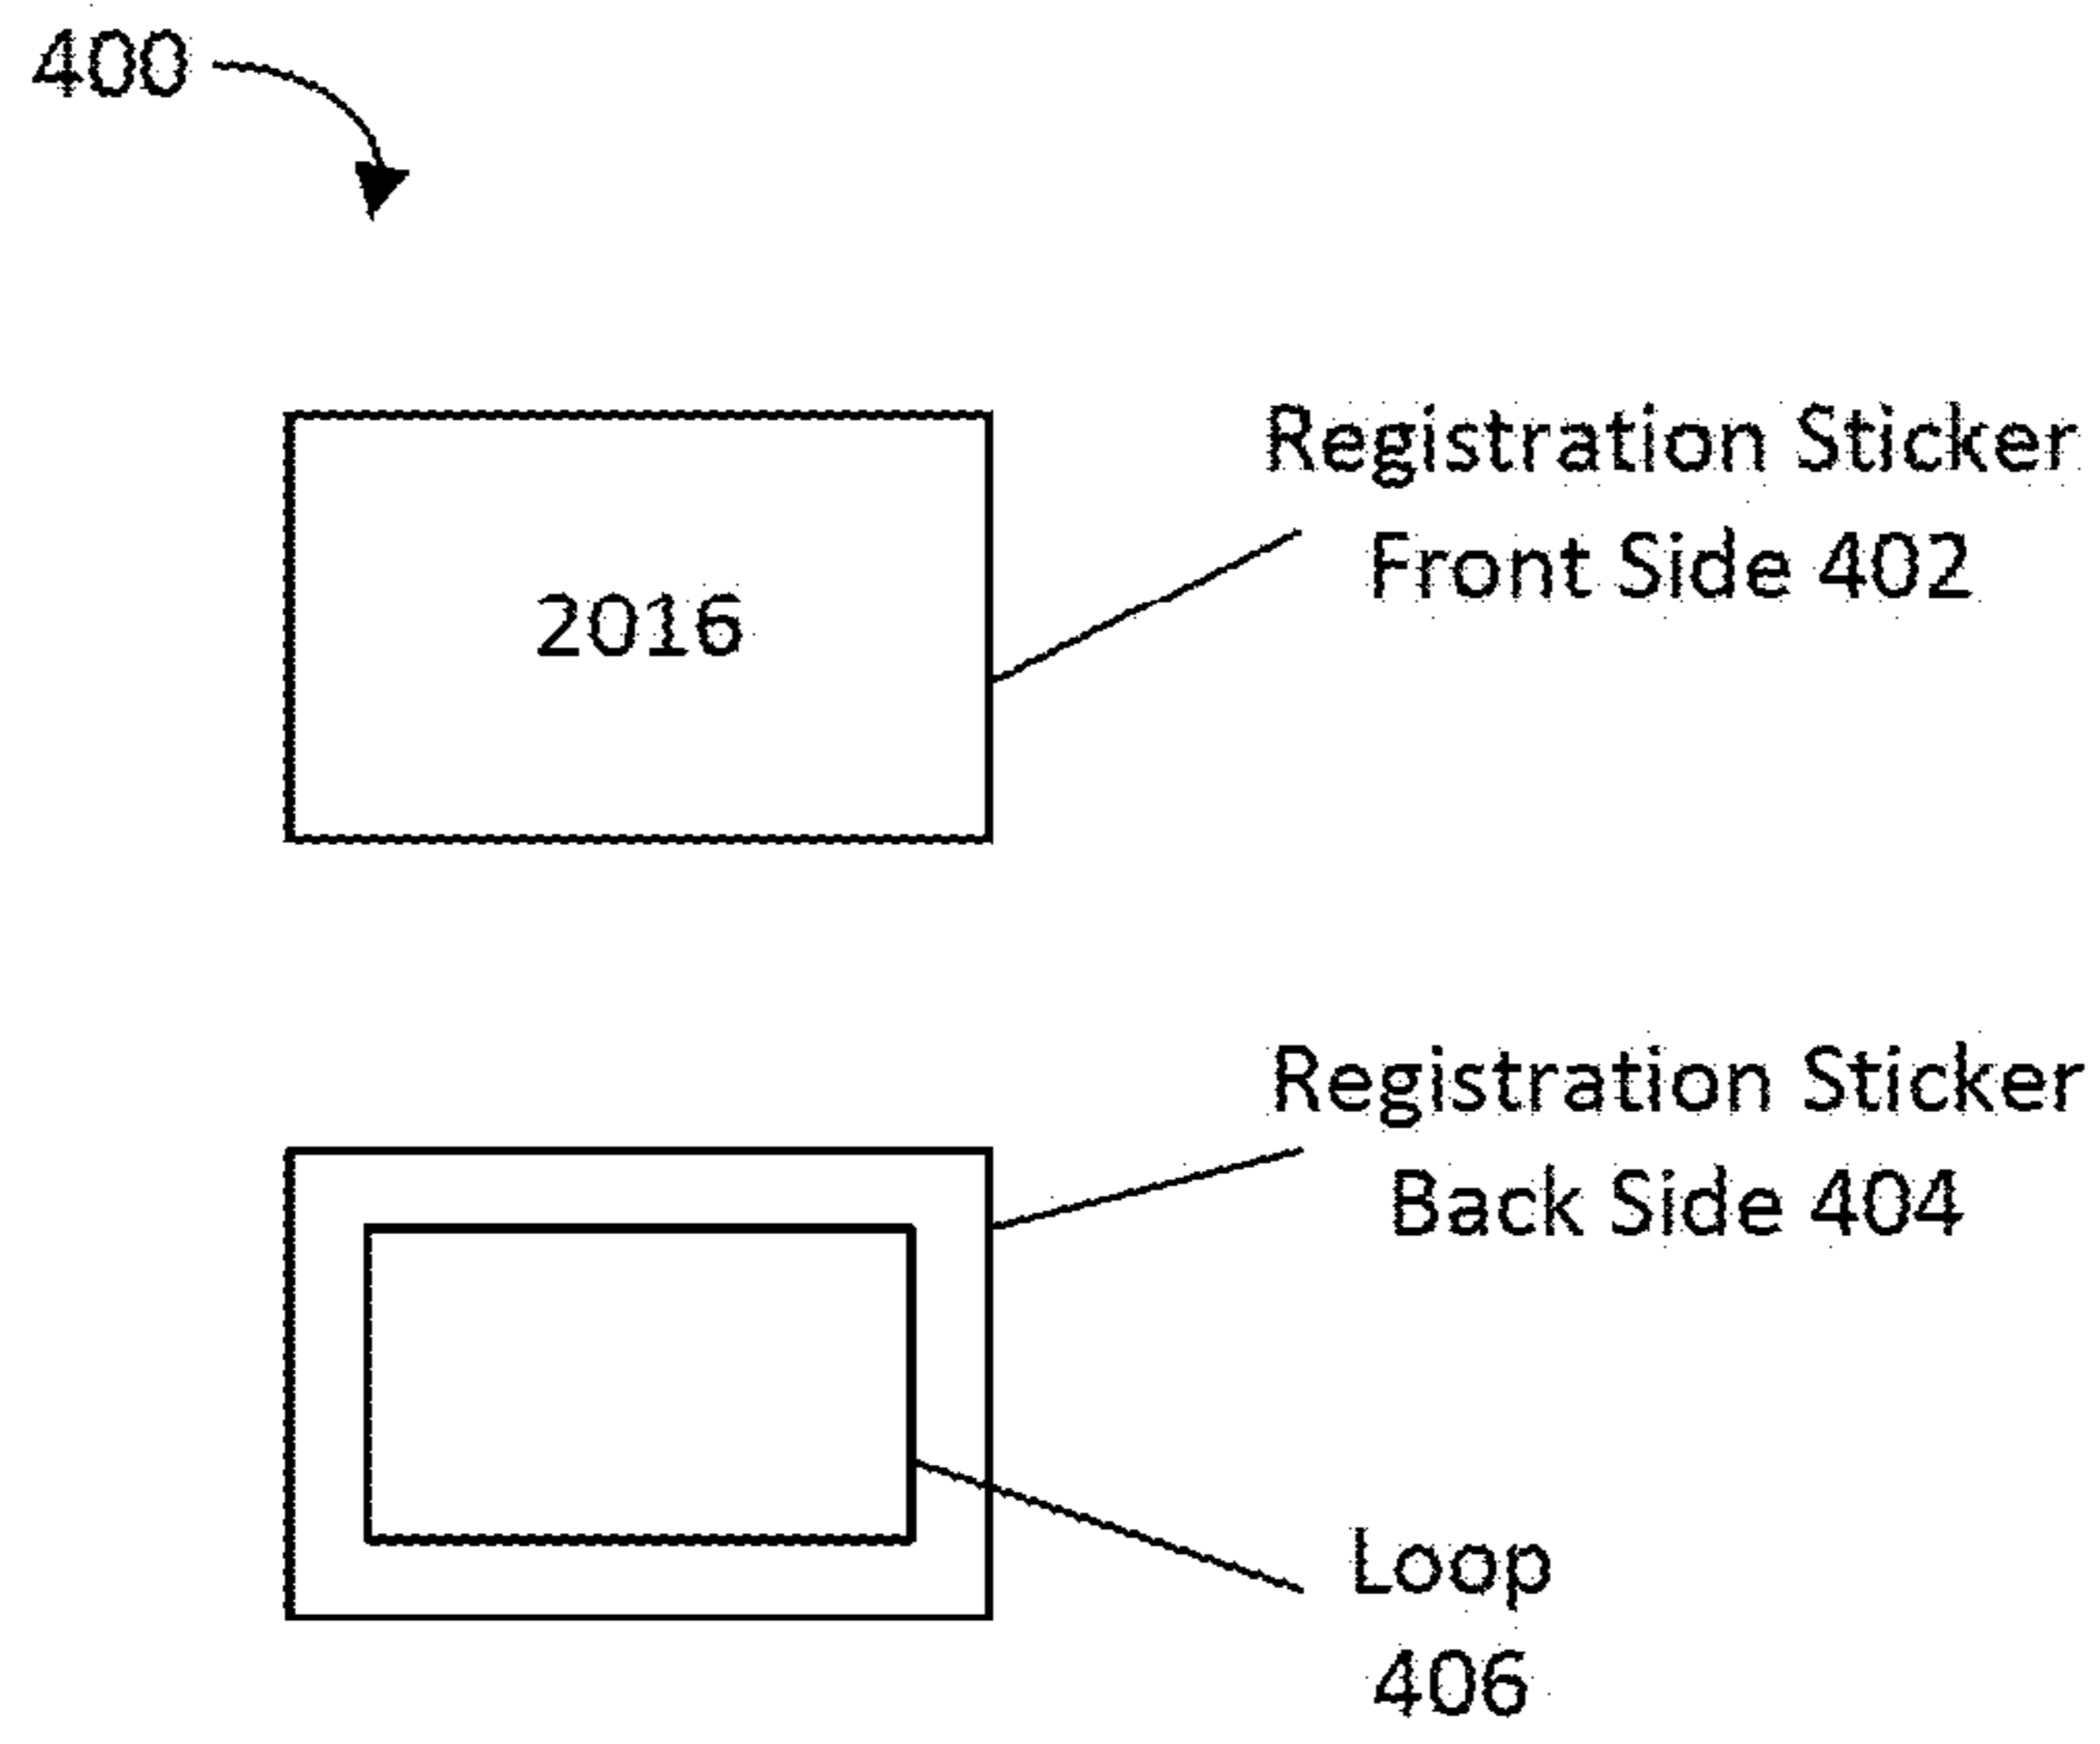 400
Registration Sticker
Front Side 402
2016
Registration Sticker
Back Side 404
Loop
406